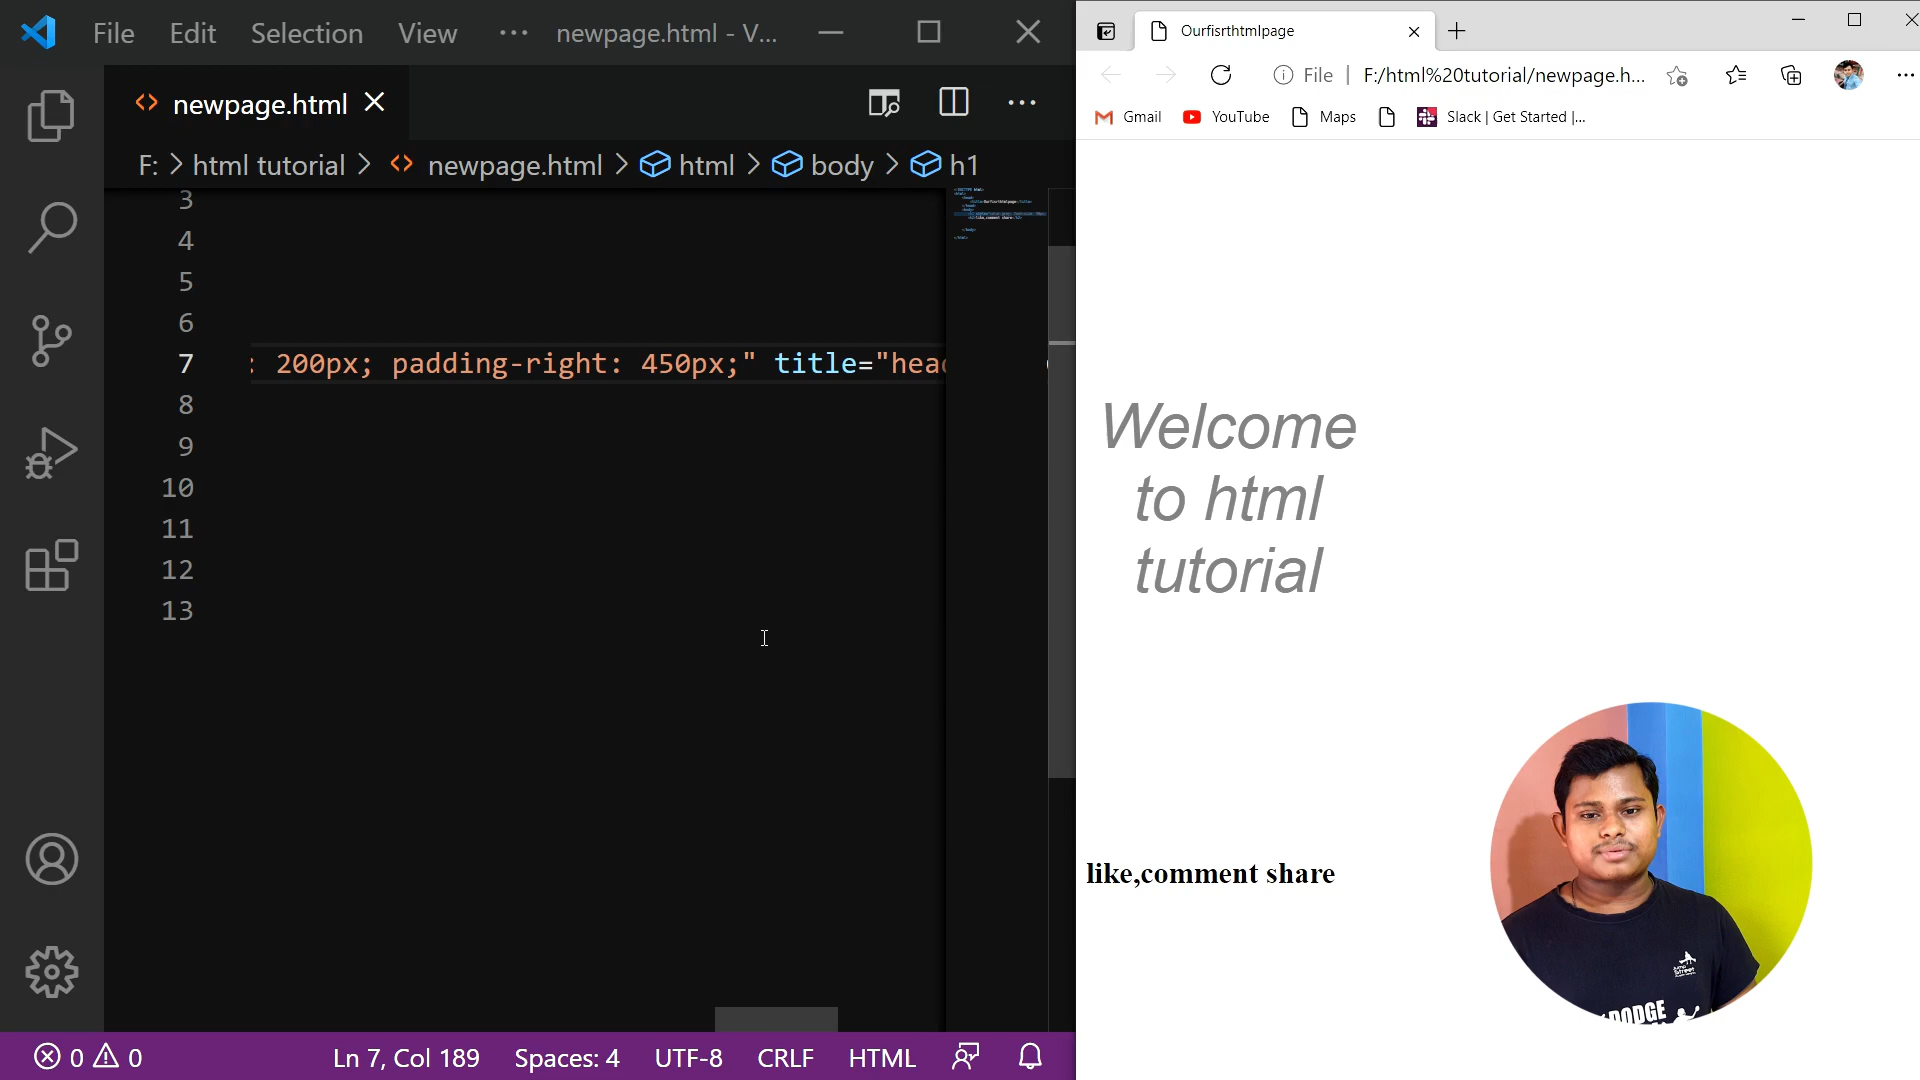 File Edit Selection View ··· newpage.html - V...
newpage.html
F: > html tutorial > newpage.html > html > body > h1
3
4
5
6
7 : 200px; padding-right: 450px;" title="head
8
9
10
11
12
13
0 0 Ln 7, Col 189 Spaces: 4 UTF-8 CRLF HTML
Ourfisrthtmlpage
File | F:/html%20tutorial/newpage.h...
Gmail YouTube Maps Slack | Get Started |...
Welcome
to html
tutorial
like,comment share
DODGE